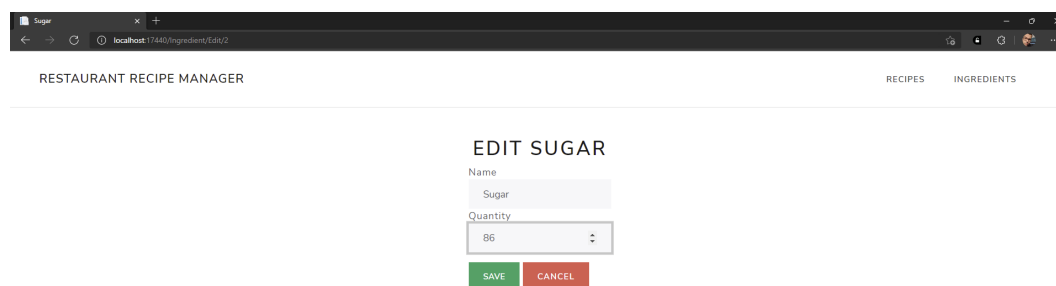 Sugar
localhost:17440/Ingredient/Edit/2
RESTAURANT RECIPE MANAGER
RECIPES INGREDIENTS
EDIT SUGAR
Name
Sugar
Quantity
86
SAVE CANCEL